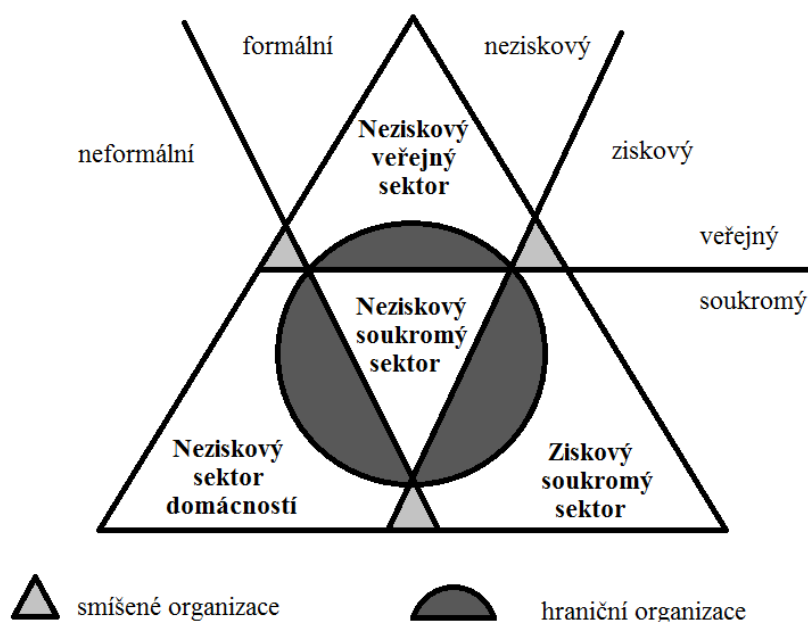 formální
neziskový
neformální
ziskový
Neziskový
veřejný
sektor
veřejný
soukromý
Neziskový
soukromý
sektor
Neziskový
sektor
domácností
Ziskový
soukromý
sektor
smíšené organizace
hraniční organizace